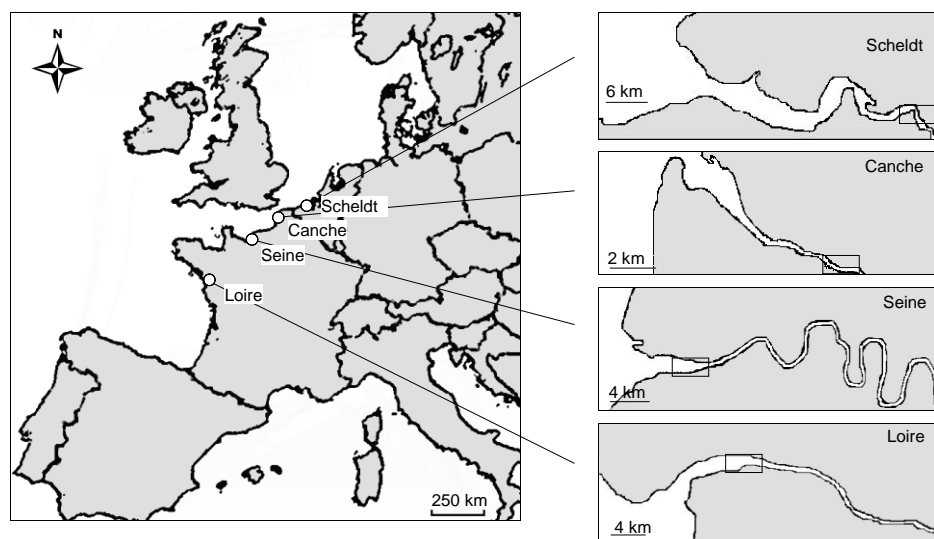 N
Scheldt
Canche
Seine
Loire
250 km
Scheldt
6 km
Canche
2 km
Seine
4 km
Loire
4 km